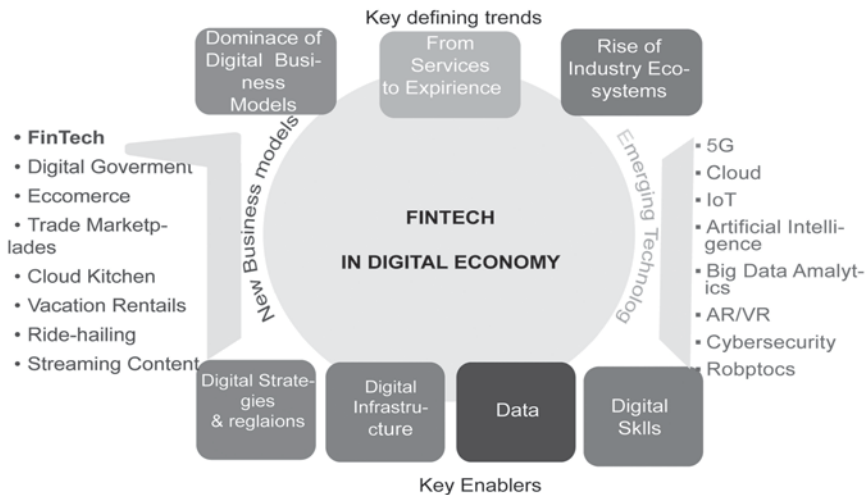 Key defining trends
Dominace of
Digital Busi-
ness
Models
From
Services
to Expirience
Rise of
Industry Eco-
systems
• FinTech
• Digital Goverment
• Eccomerce
• Trade Marketp-
lades
• Cloud Kitchen
• Vacation Rentails
• Ride-hailing
• Streaming Content
New Business models
FINTECH
IN DIGITAL ECONOMY
Emerging Technolog
▪ 5G
▪ Cloud
▪ IoT
▪ Artificial Intelli-
gence
▪ Big Data Amalyt-
ics
▪ AR/VR
▪ Cybersecurity
▪ Robptocs
Digital Strate-
gies
& reglaions
Digital
Infrastru-
cture
Data
Digital
Sklls
Key Enablers